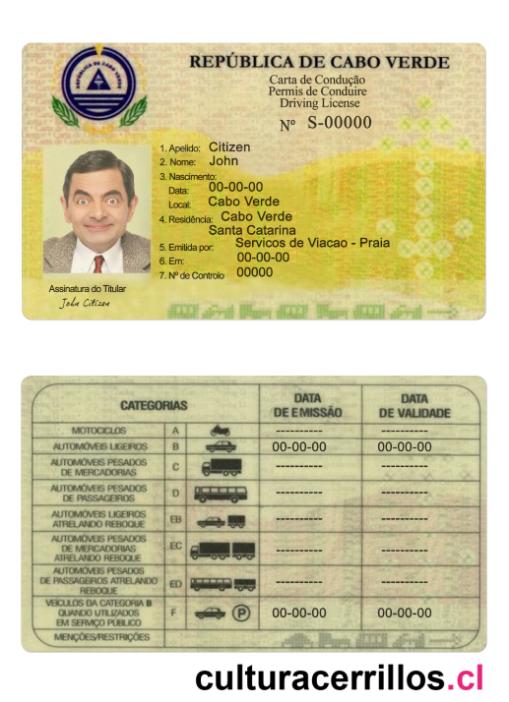 REPÚBLICA DE CABO VERDE
Carta de Condução
Permis de Conduire
Driving License
Nº S-00000
1. Apelido: Citizen
2. Nome: John
3. Nascimento:
Data: 00-00-00
Local: Cabo Verde
4. Residência: Cabo Verde
Santa Catarina
5. Emitida por: Servicos de Viacao - Praia
6. Em: 00-00-00
7. Nº de Controlo 00000
Assinatura do Titular
John Citizen
CATEGORIAS DATA DE EMISSÃO DATA DE VALIDADE
MOTOCICLOS A ---------- ----------
AUTOMÓVEIS LIGEIROS B 00-00-00 00-00-00
AUTOMÓVEIS PESADOS
DE MERCADORIAS C ---------- ----------
AUTOMÓVEIS PESADOS
DE PASSAGEIROS D ---------- ----------
AUTOMÓVEIS LIGEIROS
ATRELANDO REBOQUE EB ---------- ----------
AUTOMÓVEIS PESADOS
DE MERCADORIAS
ATRELANDO REBOQUE EC ---------- ----------
AUTOMÓVEIS PESADOS
DE PASSAGEIROS ATRELANDO
REBOQUE ED ---------- ----------
VEÍCULOS DA CATEGORIA B
QUANDO UTILIZADOS
EM SERVIÇO PÚBLICO F P 00-00-00 00-00-00
MENÇÕES/RESTRIÇÕES
culturacerrillos.cl